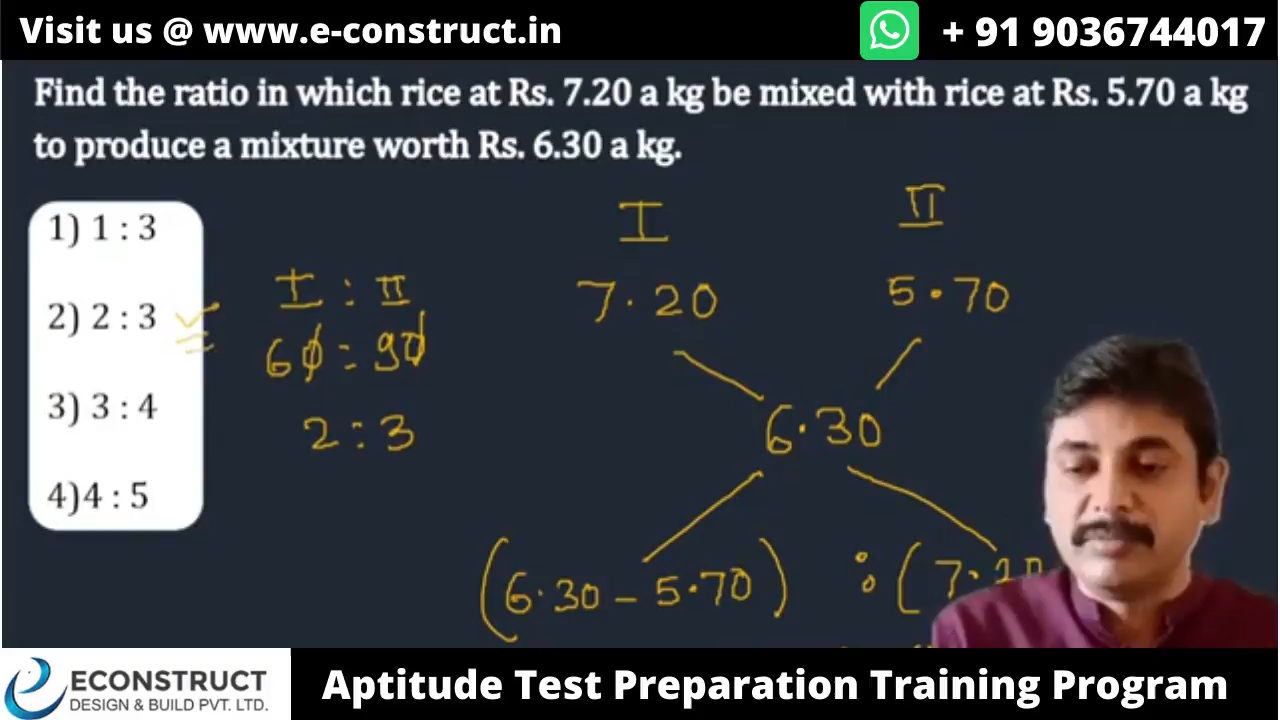 Visit us @ www.e-construct.in
+ 91 9036744017
Find the ratio in which rice at Rs. 7.20 a kg be mixed with rice at Rs. 5.70 a kg
to produce a mixture worth Rs. 6.30 a kg.
1) 1 : 3
2) 2 : 3
3) 3 : 4
4)4 : 5
I : II
60 : 90
2 : 3
I II
7.20 5.70
6.30
(6.30 - 5.70) : (7.20
ECONSTRUCT
DESIGN & BUILD PVT. LTD.
Aptitude Test Preparation Training Program